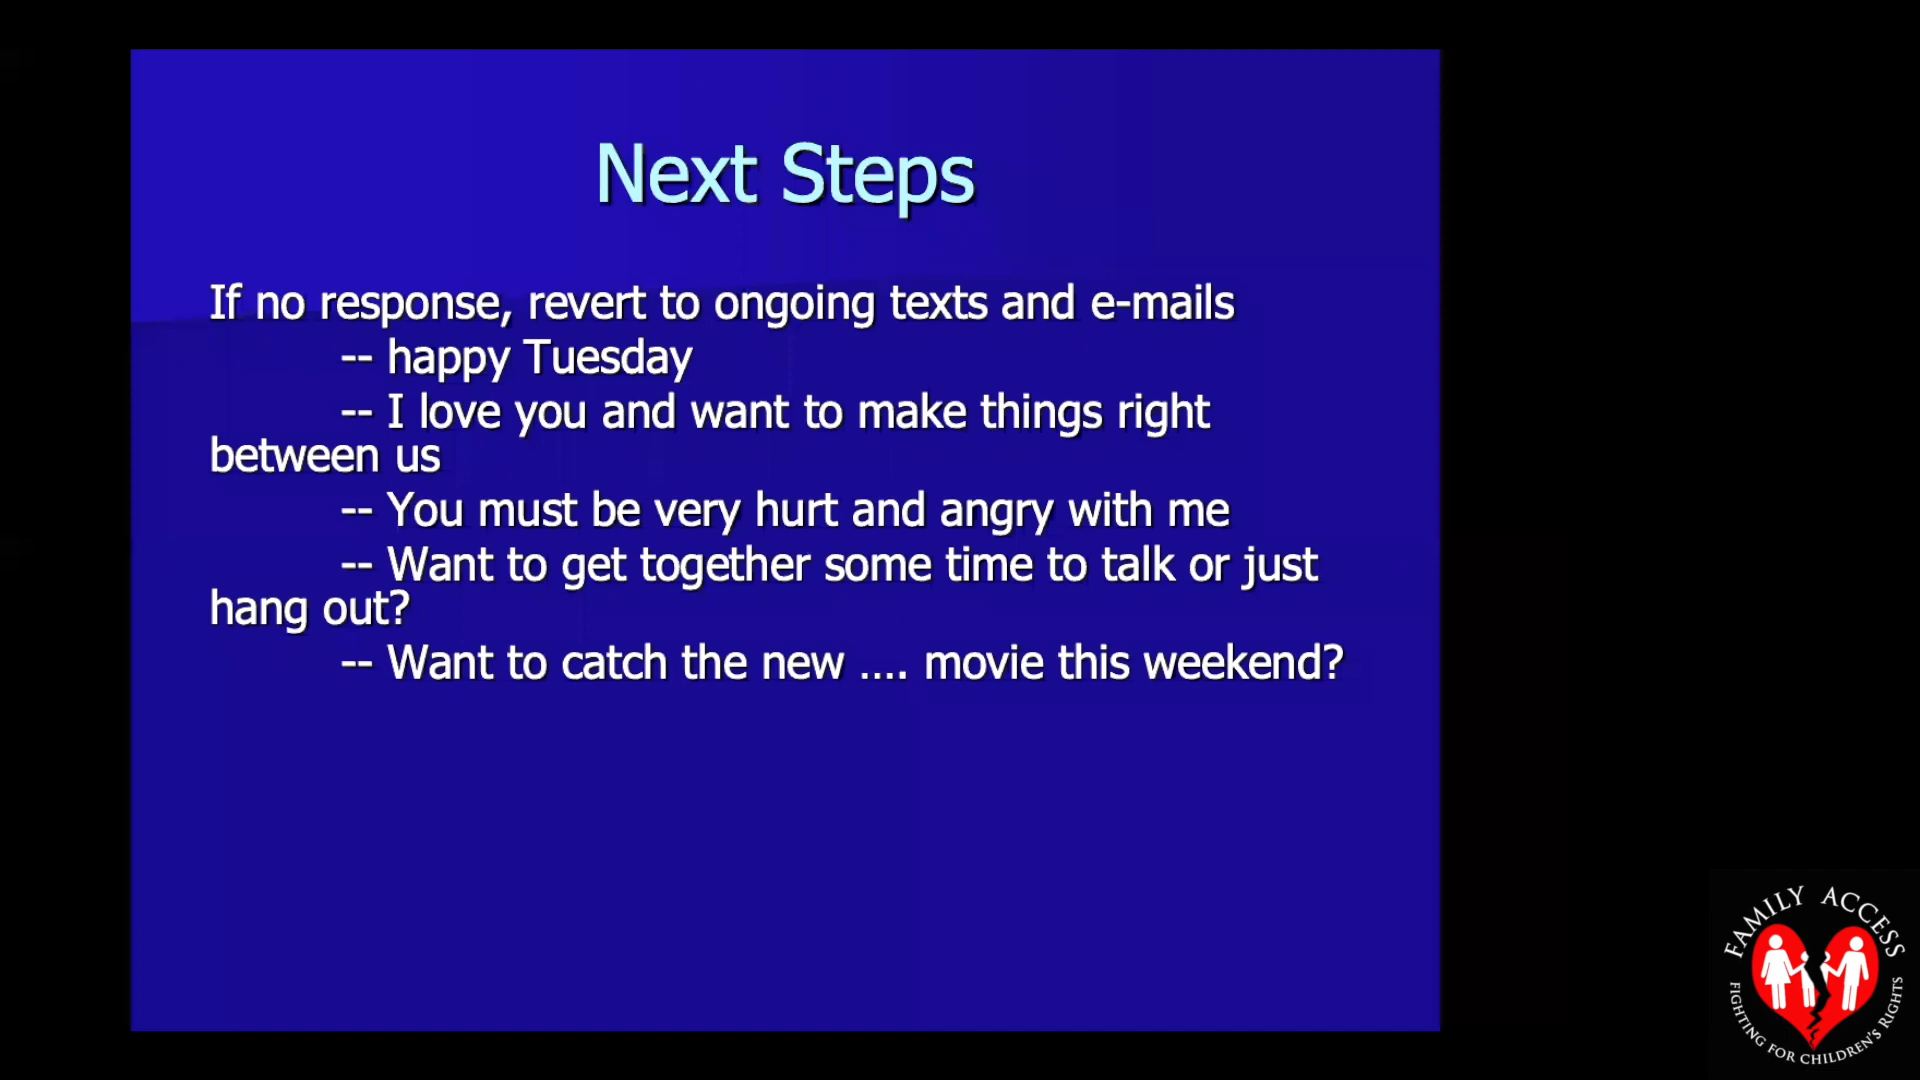 Next Steps
If no response, revert to ongoing texts and e-mails
-- happy Tuesday
-- I love you and want to make things right
between us
-- You must be very hurt and angry with me
-- Want to get together some time to talk or just
hang out?
-- Want to catch the new .... movie this weekend?
FAMILY ACCESS
FIGHTING FOR CHILDREN'S RIGHTS